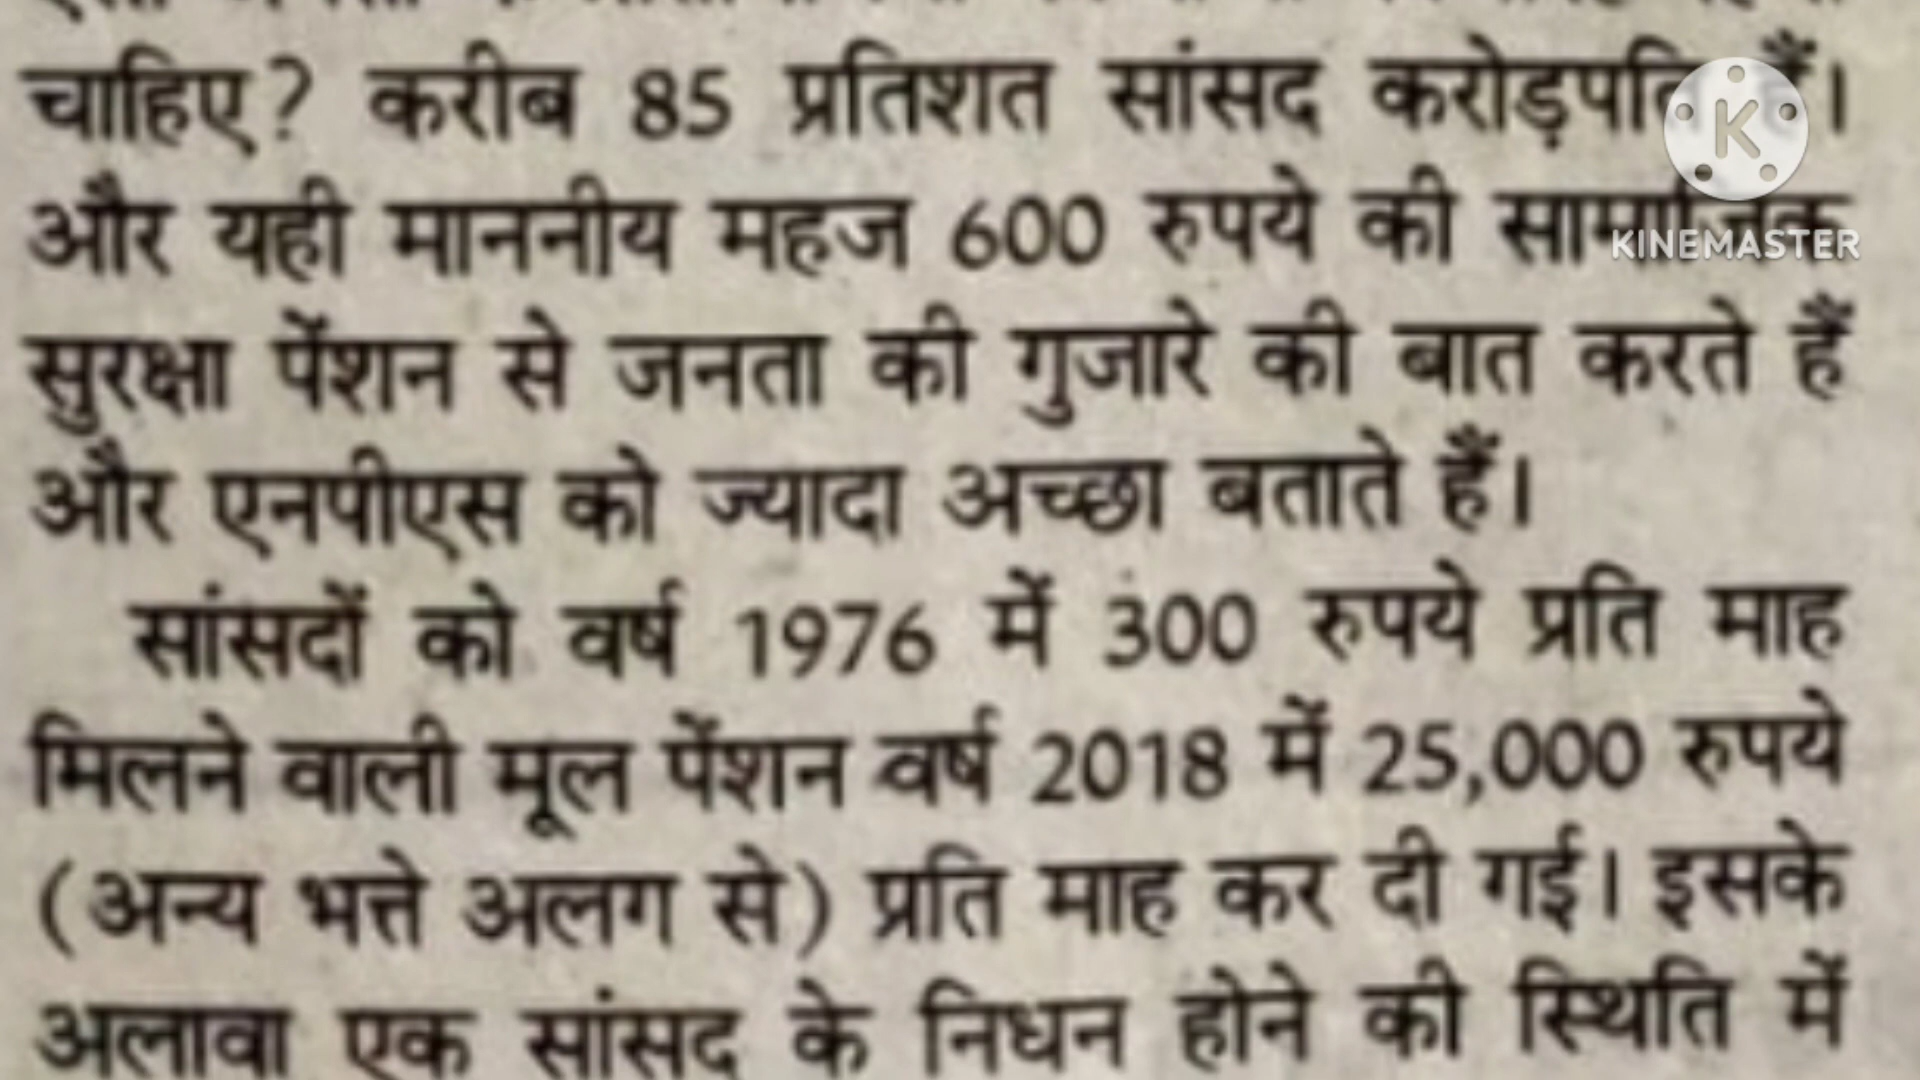 चाहिए? करीब 85 प्रतिशत सांसद करोड़पति हैं।
और यही माननीय महज 600 रुपये की सामाजिक
सुरक्षा पेंशन से जनता की गुजारे की बात करते हैं
और एनपीएस को ज्यादा अच्छा बताते हैं।
सांसदों को वर्ष 1976 में 300 रुपये प्रति माह
मिलने वाली मूल पेंशन वर्ष 2018 में 25,000 रुपये
(अन्य भत्ते अलग से) प्रति माह कर दी गई। इसके
अलावा एक सांसद के निधन होने की स्थिति में
K
KINEMASTER